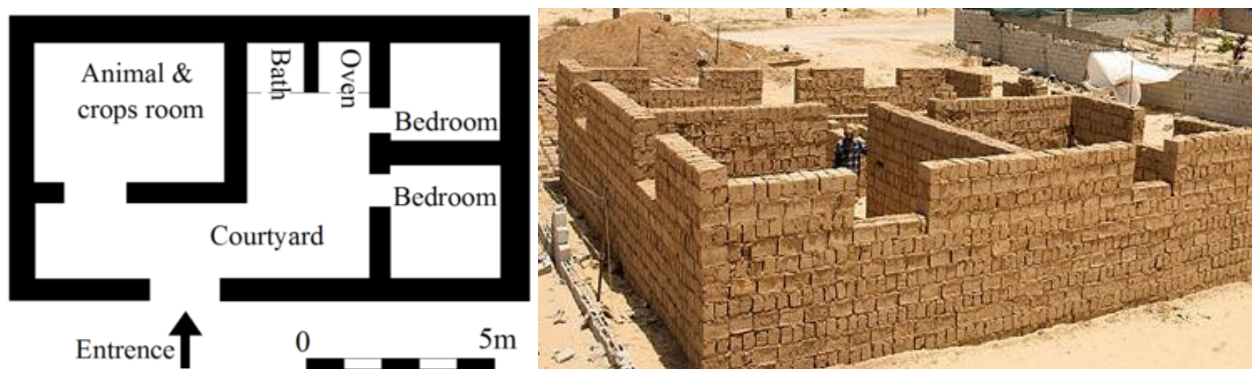 Animal &
crops room
Bath
Oven
Bedroom
Bedroom
Courtyard
Entrence
0 5m